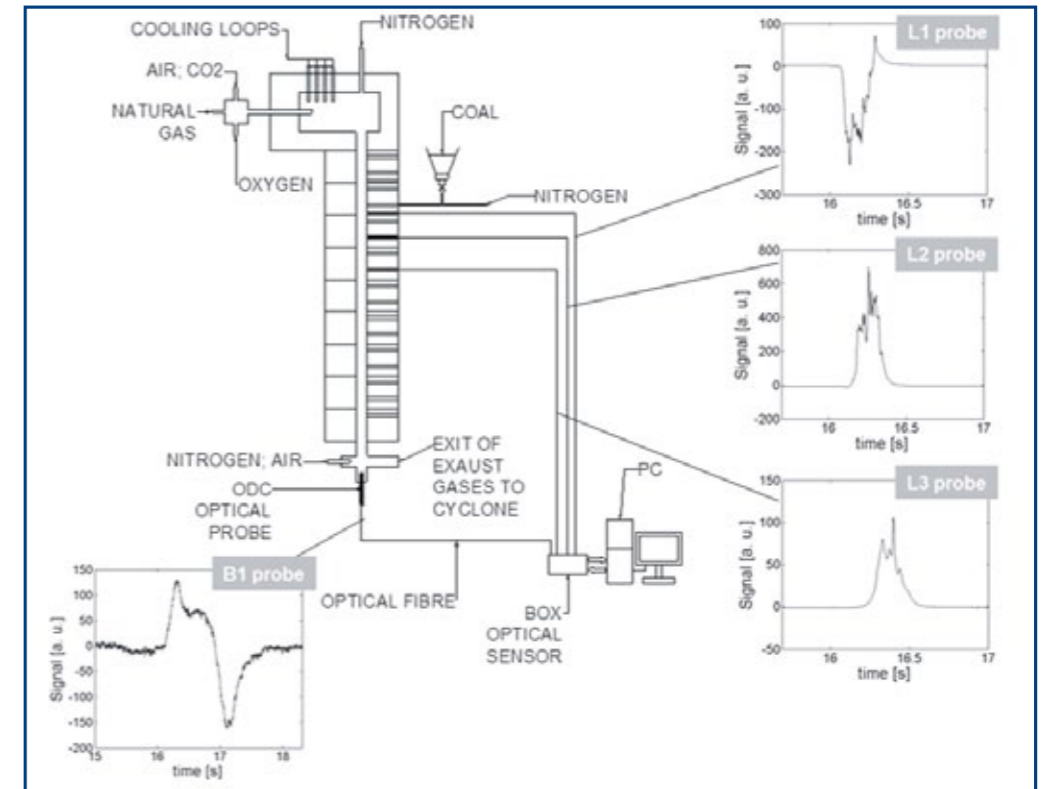 COOLING LOOPS
NITROGEN
AIR; CO2
NATURAL
GAS
OXYGEN
COAL
NITROGEN
NITROGEN; AIR
ODC
OPTICAL
PROBE
EXIT OF
EXAUST
GASES TO
CYCLONE
PC
OPTICAL FIBRE
BOX
OPTICAL
SENSOR
L1 probe
Signal [a. u.]
100
0
-100
-200
-300
16
16.5
17
time [s]
L2 probe
Signal [a. u.]
800
600
400
200
0
-200
16
16.5
17
time [s]
L3 probe
Signal [a. u.]
150
100
50
0
-50
16
16.5
17
time [s]
B1 probe
Signal [a. u.]
150
100
50
0
-50
-100
-150
-200
15
16
17
18
time [s]